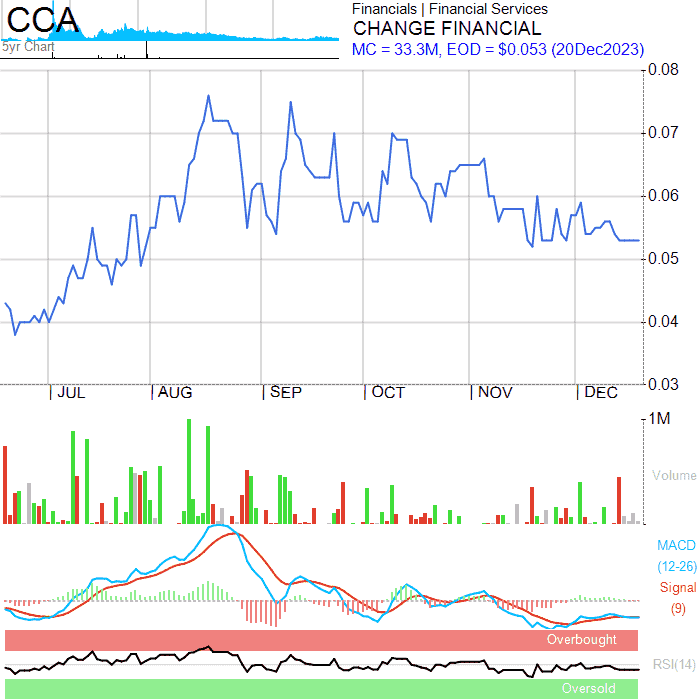 CCA
5yr Chart
Financials | Financial Services
CHANGE FINANCIAL
MC = 33.3M, EOD = $0.053 (20Dec2023)
0.08
0.07
0.06
0.05
0.04
0.03
| JUL | AUG | SEP | OCT | NOV | DEC
1M
Volume
MACD
(12-26)
Signal
(9)
Overbought
RSI(14)
Oversold